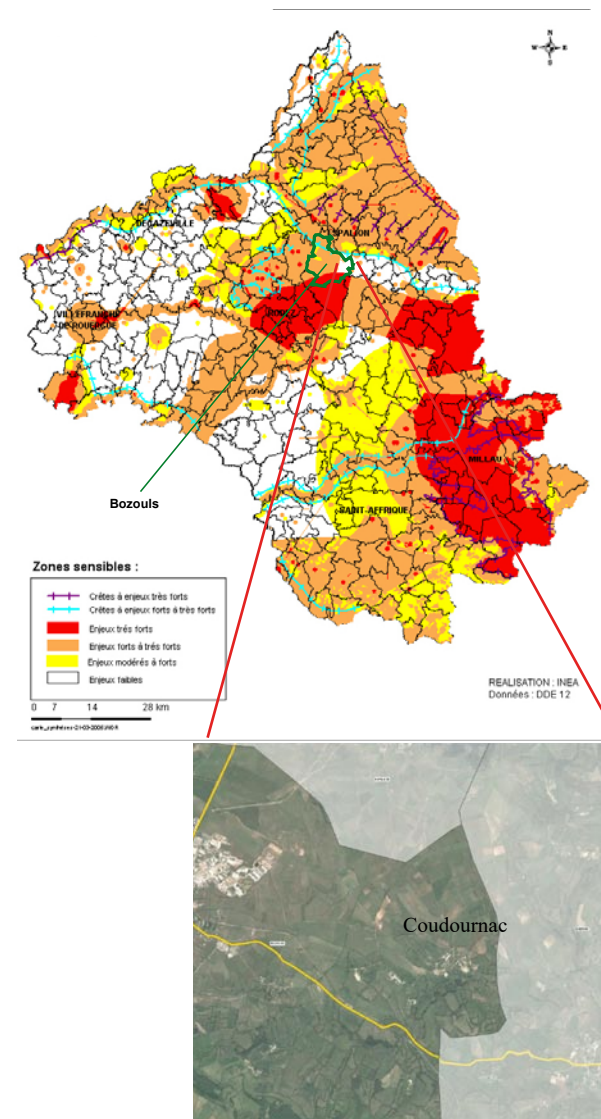 N
W E
S
DECAZEVILLE
ESPALION
RODEZ
VILLEFRANCHE
DE ROUERGUE
MILLAU
Bozouls
SAINT-AFFRIQUE
Zones sensibles :
Crêtes à enjeux très forts
Crêtes à enjeux forts à très forts
Enjeux trés forts
Enjeux forts à trés forts
Enjeux modérés à forts
Enjeux faibles
REALISATION : INEA
Données : DDE 12
0 7 14 28 km
Coudournac